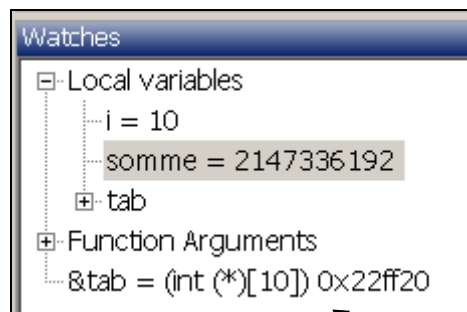 Watches
Local variables
i = 10
somme = 2147336192
tab
Function Arguments
&tab = (int (*)[10]) 0x22ff20